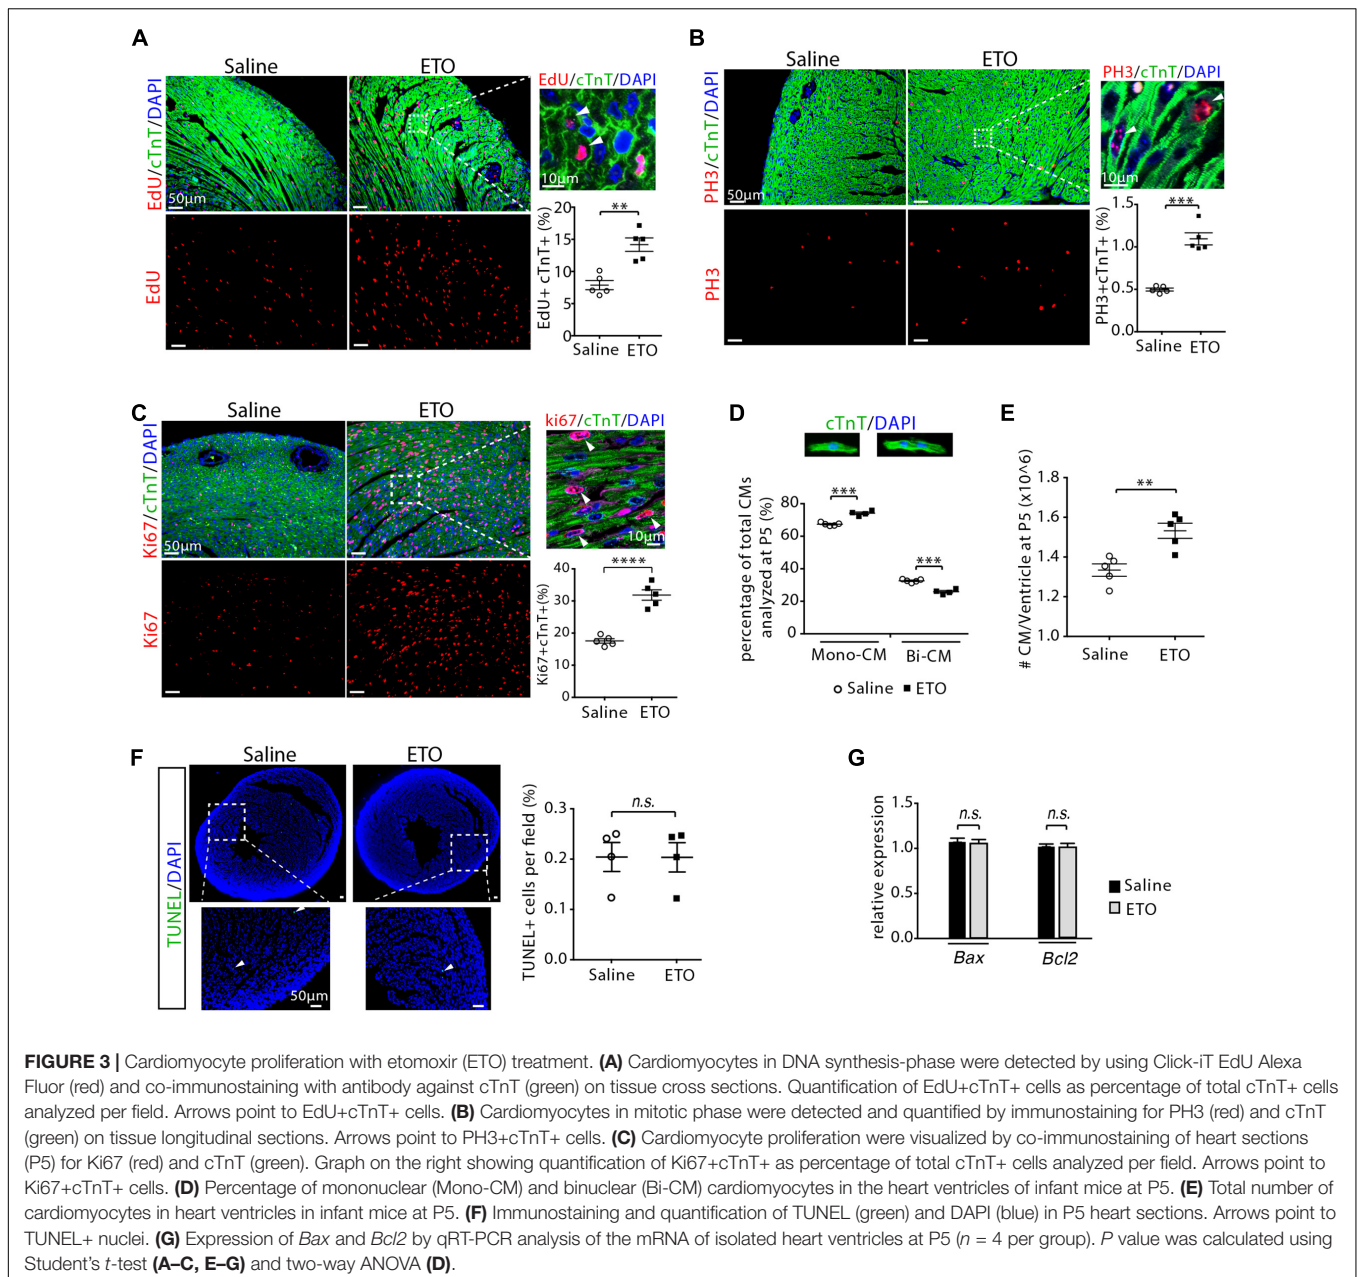 A
Saline
ETO
EdU/cTnT/DAPI
EdU/cTnT/DAPI
50µm
10µm
EdU
EdU+ cTnT+ (%)
20
15
10
5
0
**
Saline
ETO
B
Saline
ETO
PH3/cTnT/DAPI
PH3/cTnT/DAPI
50µm
10µm
PH3
PH3+cTnT+ (%)
1.5
1.0
0.5
0.0
***
Saline
ETO
C
Saline
ETO
Ki67/cTnT/DAPI
ki67/cTnT/DAPI
50µm
10µm
Ki67
Ki67+cTnT+(%)
40
30
20
10
0
****
Saline
ETO
D
cTnT/DAPI
percentage of total CMs
analyzed at P5 (%)
80
60
40
20
0
***
***
Mono-CM
Bi-CM
Saline
ETO
E
# CM/Ventricle at P5 (x10^6)
1.8
1.6
1.4
1.2
1.0
**
Saline
ETO
F
Saline
ETO
TUNEL/DAPI
50µm
TUNEL+ cells per field (%)
0.3
0.2
0.1
0.0
n.s.
Saline
ETO
G
relative expression
1.5
1.0
0.5
0.0
n.s.
n.s.
Bax
Bcl2
Saline
ETO
FIGURE 3 | Cardiomyocyte proliferation with etomoxir (ETO) treatment. (A) Cardiomyocytes in DNA synthesis-phase were detected by using Click-iT EdU Alexa
Fluor (red) and co-immunostaining with antibody against cTnT (green) on tissue cross sections. Quantification of EdU+cTnT+ cells as percentage of total cTnT+ cells
analyzed per field. Arrows point to EdU+cTnT+ cells. (B) Cardiomyocytes in mitotic phase were detected and quantified by immunostaining for PH3 (red) and cTnT
(green) on tissue longitudinal sections. Arrows point to PH3+cTnT+ cells. (C) Cardiomyocyte proliferation were visualized by co-immunostaining of heart sections
(P5) for Ki67 (red) and cTnT (green). Graph on the right showing quantification of Ki67+cTnT+ as percentage of total cTnT+ cells analyzed per field. Arrows point to
Ki67+cTnT+ cells. (D) Percentage of mononuclear (Mono-CM) and binuclear (Bi-CM) cardiomyocytes in the heart ventricles of infant mice at P5. (E) Total number of
cardiomyocytes in heart ventricles in infant mice at P5. (F) Immunostaining and quantification of TUNEL (green) and DAPI (blue) in P5 heart sections. Arrows point to
TUNEL+ nuclei. (G) Expression of Bax and Bcl2 by qRT-PCR analysis of the mRNA of isolated heart ventricles at P5 (n = 4 per group). P value was calculated using
Student's t-test (A–C, E–G) and two-way ANOVA (D).